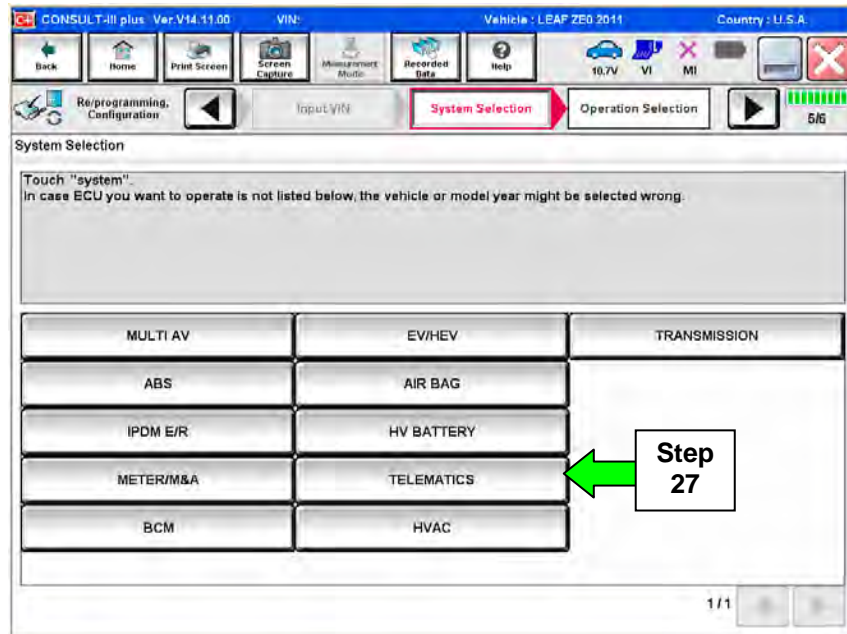 C+ CONSULT-III plus Ver.V14.11.00 VIN: Vehicle : LEAF ZE0 2011 Country : U.S.A.
Back Home Print Screen Screen Capture Measurement Mode Recorded Data Help 10.7V VI MI
Re/programming, Configuration Input VIN System Selection Operation Selection 5/6
System Selection
Touch "system".
In case ECU you want to operate is not listed below, the vehicle or model year might be selected wrong.
MULTI AV EV/HEV TRANSMISSION
ABS AIR BAG
IPDM E/R HV BATTERY
METER/M&A TELEMATICS
BCM HVAC
Step
27
1/1